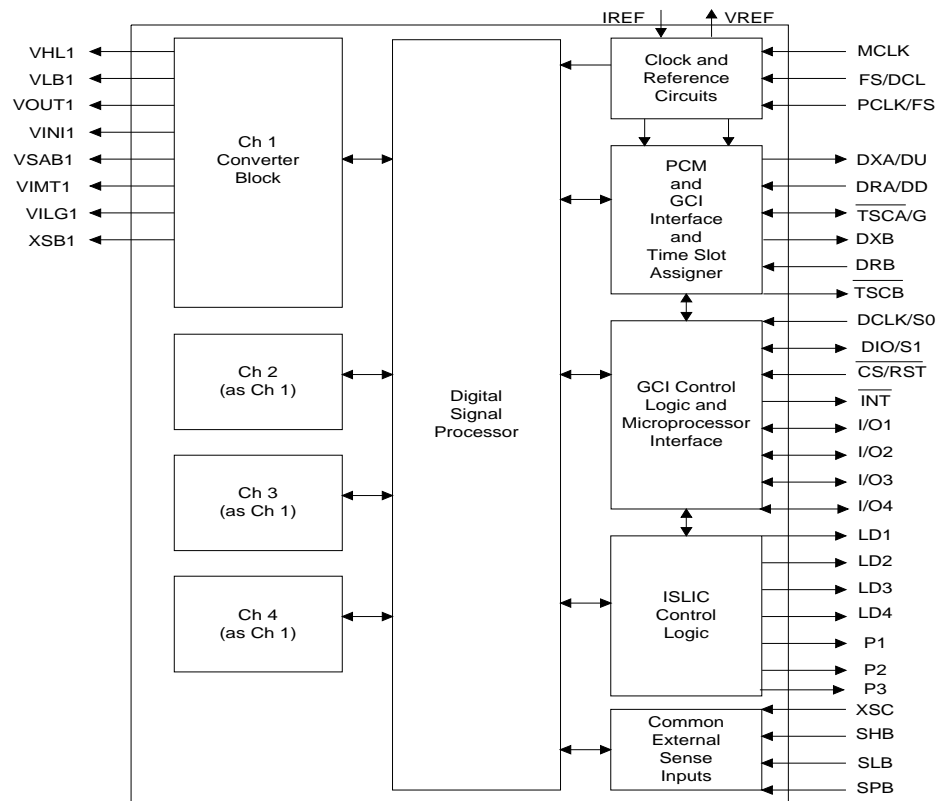 IREF
VREF
VHL1
VLB1
VOUT1
VINI1
VSAB1
VIMT1
VILG1
XSB1
Ch 1
Converter
Block
Ch 2
(as Ch 1)
Ch 3
(as Ch 1)
Ch 4
(as Ch 1)
Digital
Signal
Processor
Clock and
Reference
Circuits
PCM
and
GCI
Interface
and
Time Slot
Assigner
GCI Control
Logic and
Microprocessor
Interface
ISLIC
Control
Logic
Common
External
Sense
Inputs
MCLK
FS/DCL
PCLK/FS
DXA/DU
DRA/DD
TSCA/G
DXB
DRB
TSCB
DCLK/S0
DIO/S1
CS/RST
INT
I/O1
I/O2
I/O3
I/O4
LD1
LD2
LD3
LD4
P1
P2
P3
XSC
SHB
SLB
SPB